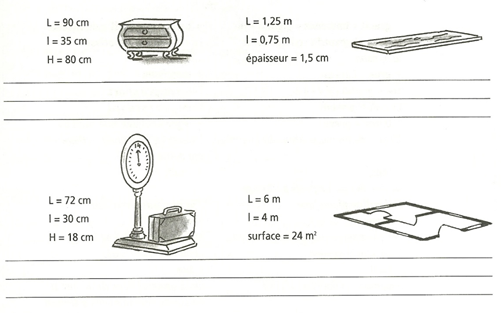 L = 90 cm
l = 35 cm
H = 80 cm
L = 1,25 m
l = 0,75 m
épaisseur = 1,5 cm
L = 72 cm
l = 30 cm
H = 18 cm
L = 6 m
l = 4 m
surface = 24 m²